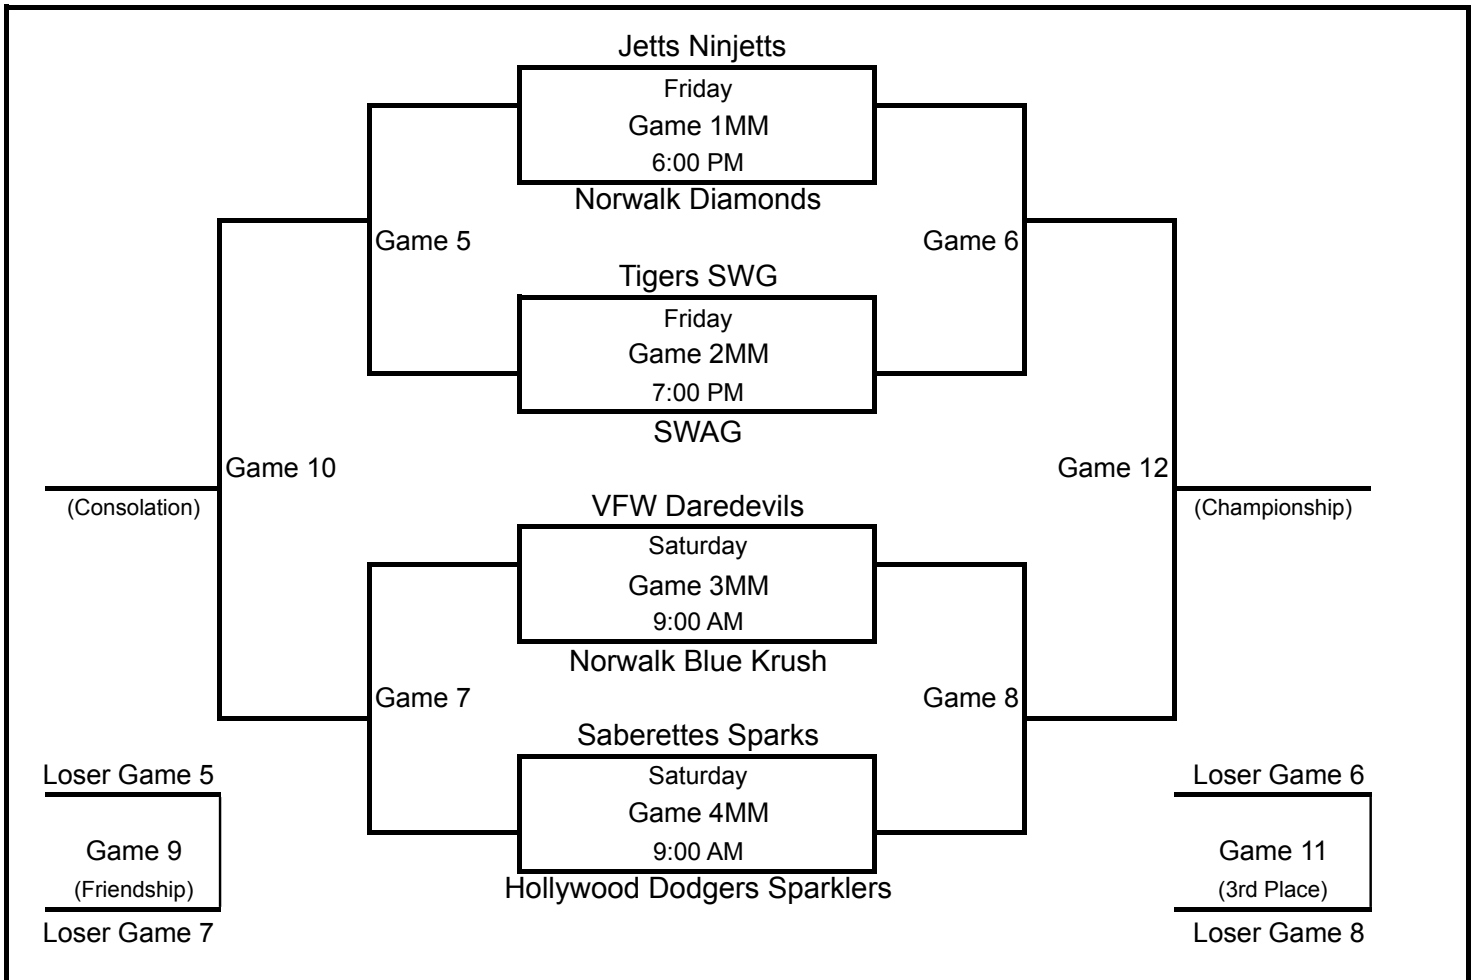 Jetts Ninjetts
Friday
Game 1MM
6:00 PM
Norwalk Diamonds
Game 5
Game 6
Tigers SWG
Friday
Game 2MM
7:00 PM
SWAG
Game 10
Game 12
(Consolation)
(Championship)
VFW Daredevils
Saturday
Game 3MM
9:00 AM
Norwalk Blue Krush
Game 7
Game 8
Saberettes Sparks
Saturday
Game 4MM
9:00 AM
Hollywood Dodgers Sparklers
Loser Game 5
Game 9
(Friendship)
Loser Game 7
Loser Game 6
Game 11
(3rd Place)
Loser Game 8